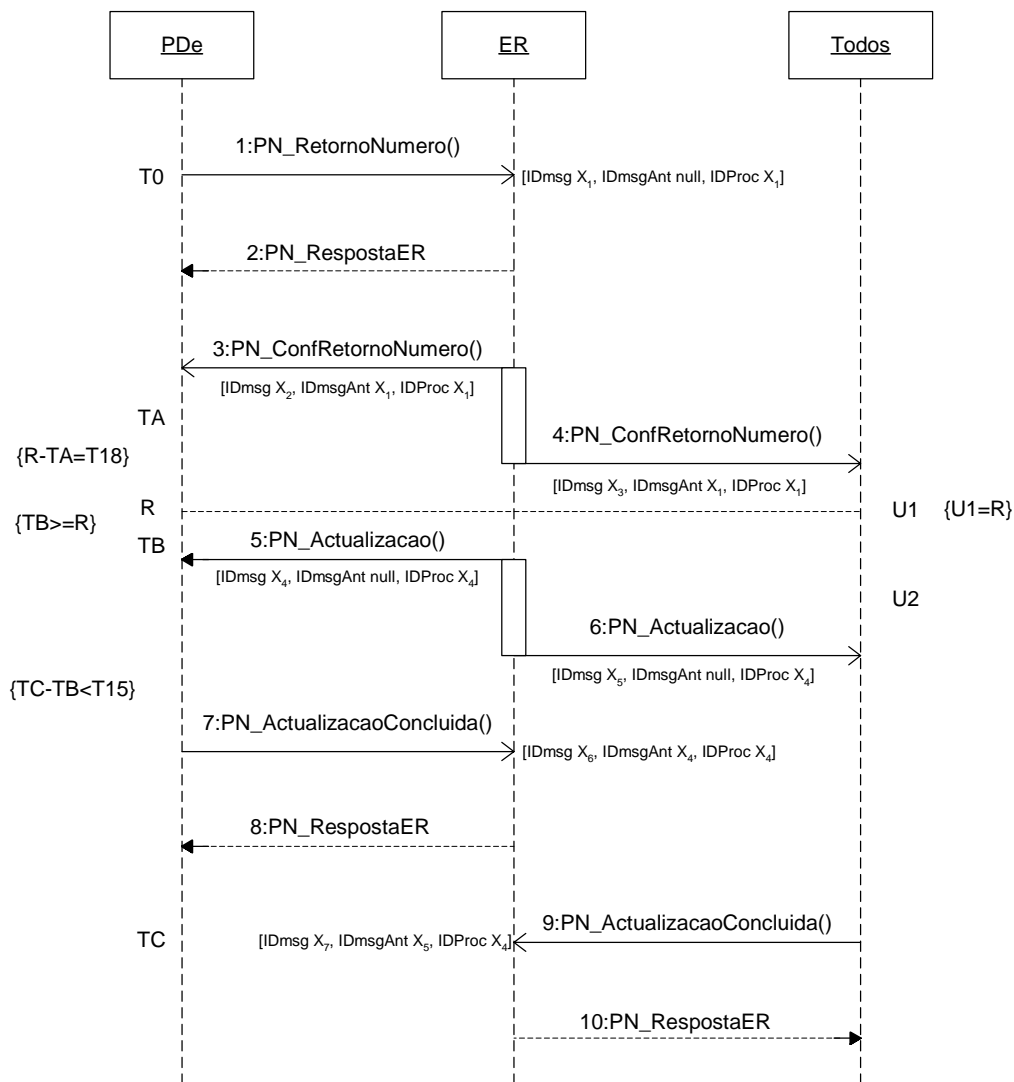 PDe
ER
Todos
1:PN_RetornoNumero()
T0
[IDmsg X1, IDmsgAnt null, IDProc X1]
2:PN_RespostaER
3:PN_ConfRetornoNumero()
[IDmsg X2, IDmsgAnt X1, IDProc X1]
TA
4:PN_ConfRetornoNumero()
{R-TA=T18}
[IDmsg X3, IDmsgAnt X1, IDProc X1]
R
U1
{U1=R}
{TB>=R}
TB
5:PN_Actualizacao()
[IDmsg X4, IDmsgAnt null, IDProc X4]
U2
6:PN_Actualizacao()
[IDmsg X5, IDmsgAnt null, IDProc X4]
{TC-TB<T15}
7:PN_ActualizacaoConcluida()
[IDmsg X6, IDmsgAnt X4, IDProc X4]
8:PN_RespostaER
9:PN_ActualizacaoConcluida()
TC
[IDmsg X7, IDmsgAnt X5, IDProc X4]
10:PN_RespostaER